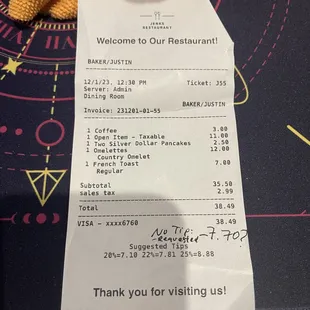 JENKS
RESTAURANT
Welcome to Our Restaurant!
BAKER/JUSTIN
12/1/23, 12:30 PM Ticket: J55
Server: Admin
Dining Room
BAKER/JUSTIN
Invoice: 231201-01-55
1 Coffee 3.00
1 Open Item - Taxable 11.00
1 Two Silver Dollar Pancakes 2.50
1 Omelettes 12.00
Country Omelet
1 French Toast 7.00
Regular
Subtotal 35.50
sales tax 2.99
Total 38.49
VISA - xxxx6760 38.49
No Tip: -7.70?
requested
Suggested Tips
20%=7.10 22%=7.81 25%=8.88
Thank you for visiting us!